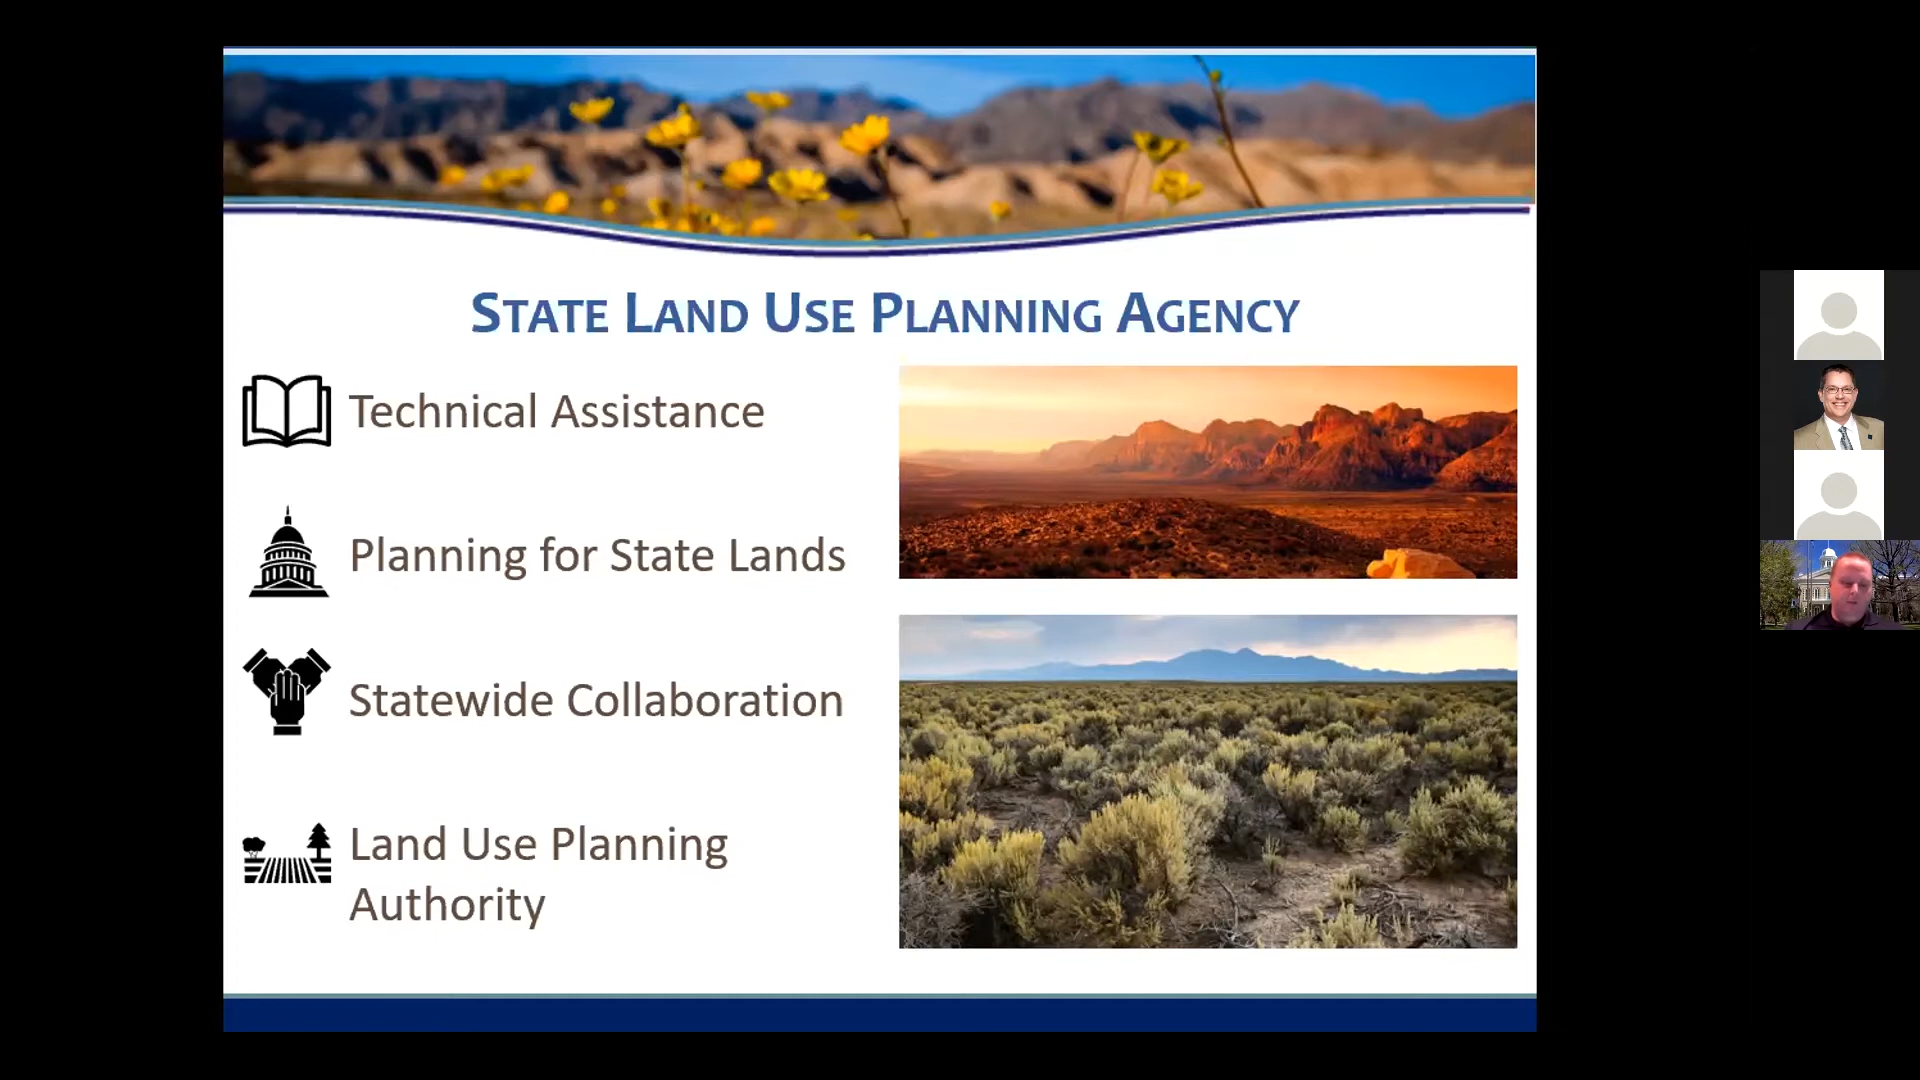 STATE LAND USE PLANNING AGENCY
Technical Assistance
Planning for State Lands
Statewide Collaboration
Land Use Planning
Authority